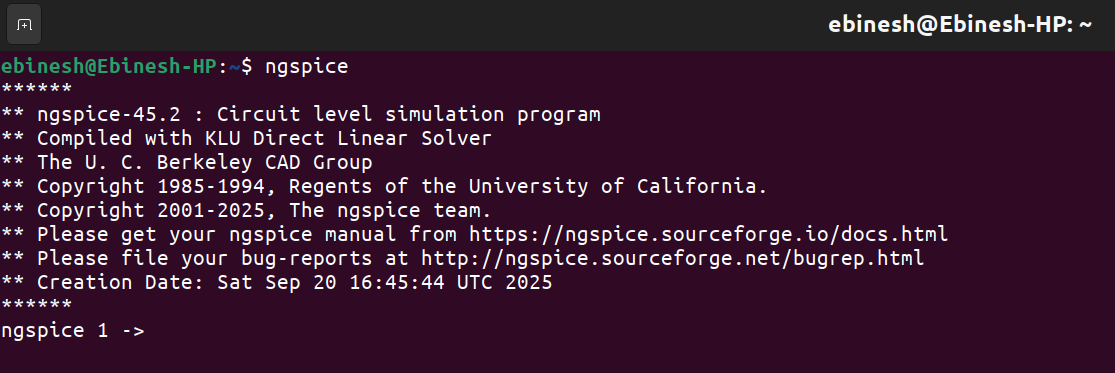 ebinesh@Ebinesh-HP: ~
ebinesh@Ebinesh-HP:~$ ngspice
******
** ngspice-45.2 : Circuit level simulation program
** Compiled with KLU Direct Linear Solver
** The U. C. Berkeley CAD Group
** Copyright 1985-1994, Regents of the University of California.
** Copyright 2001-2025, The ngspice team.
** Please get your ngspice manual from https://ngspice.sourceforge.io/docs.html
** Please file your bug-reports at http://ngspice.sourceforge.net/bugrep.html
** Creation Date: Sat Sep 20 16:45:44 UTC 2025
******
ngspice 1 ->